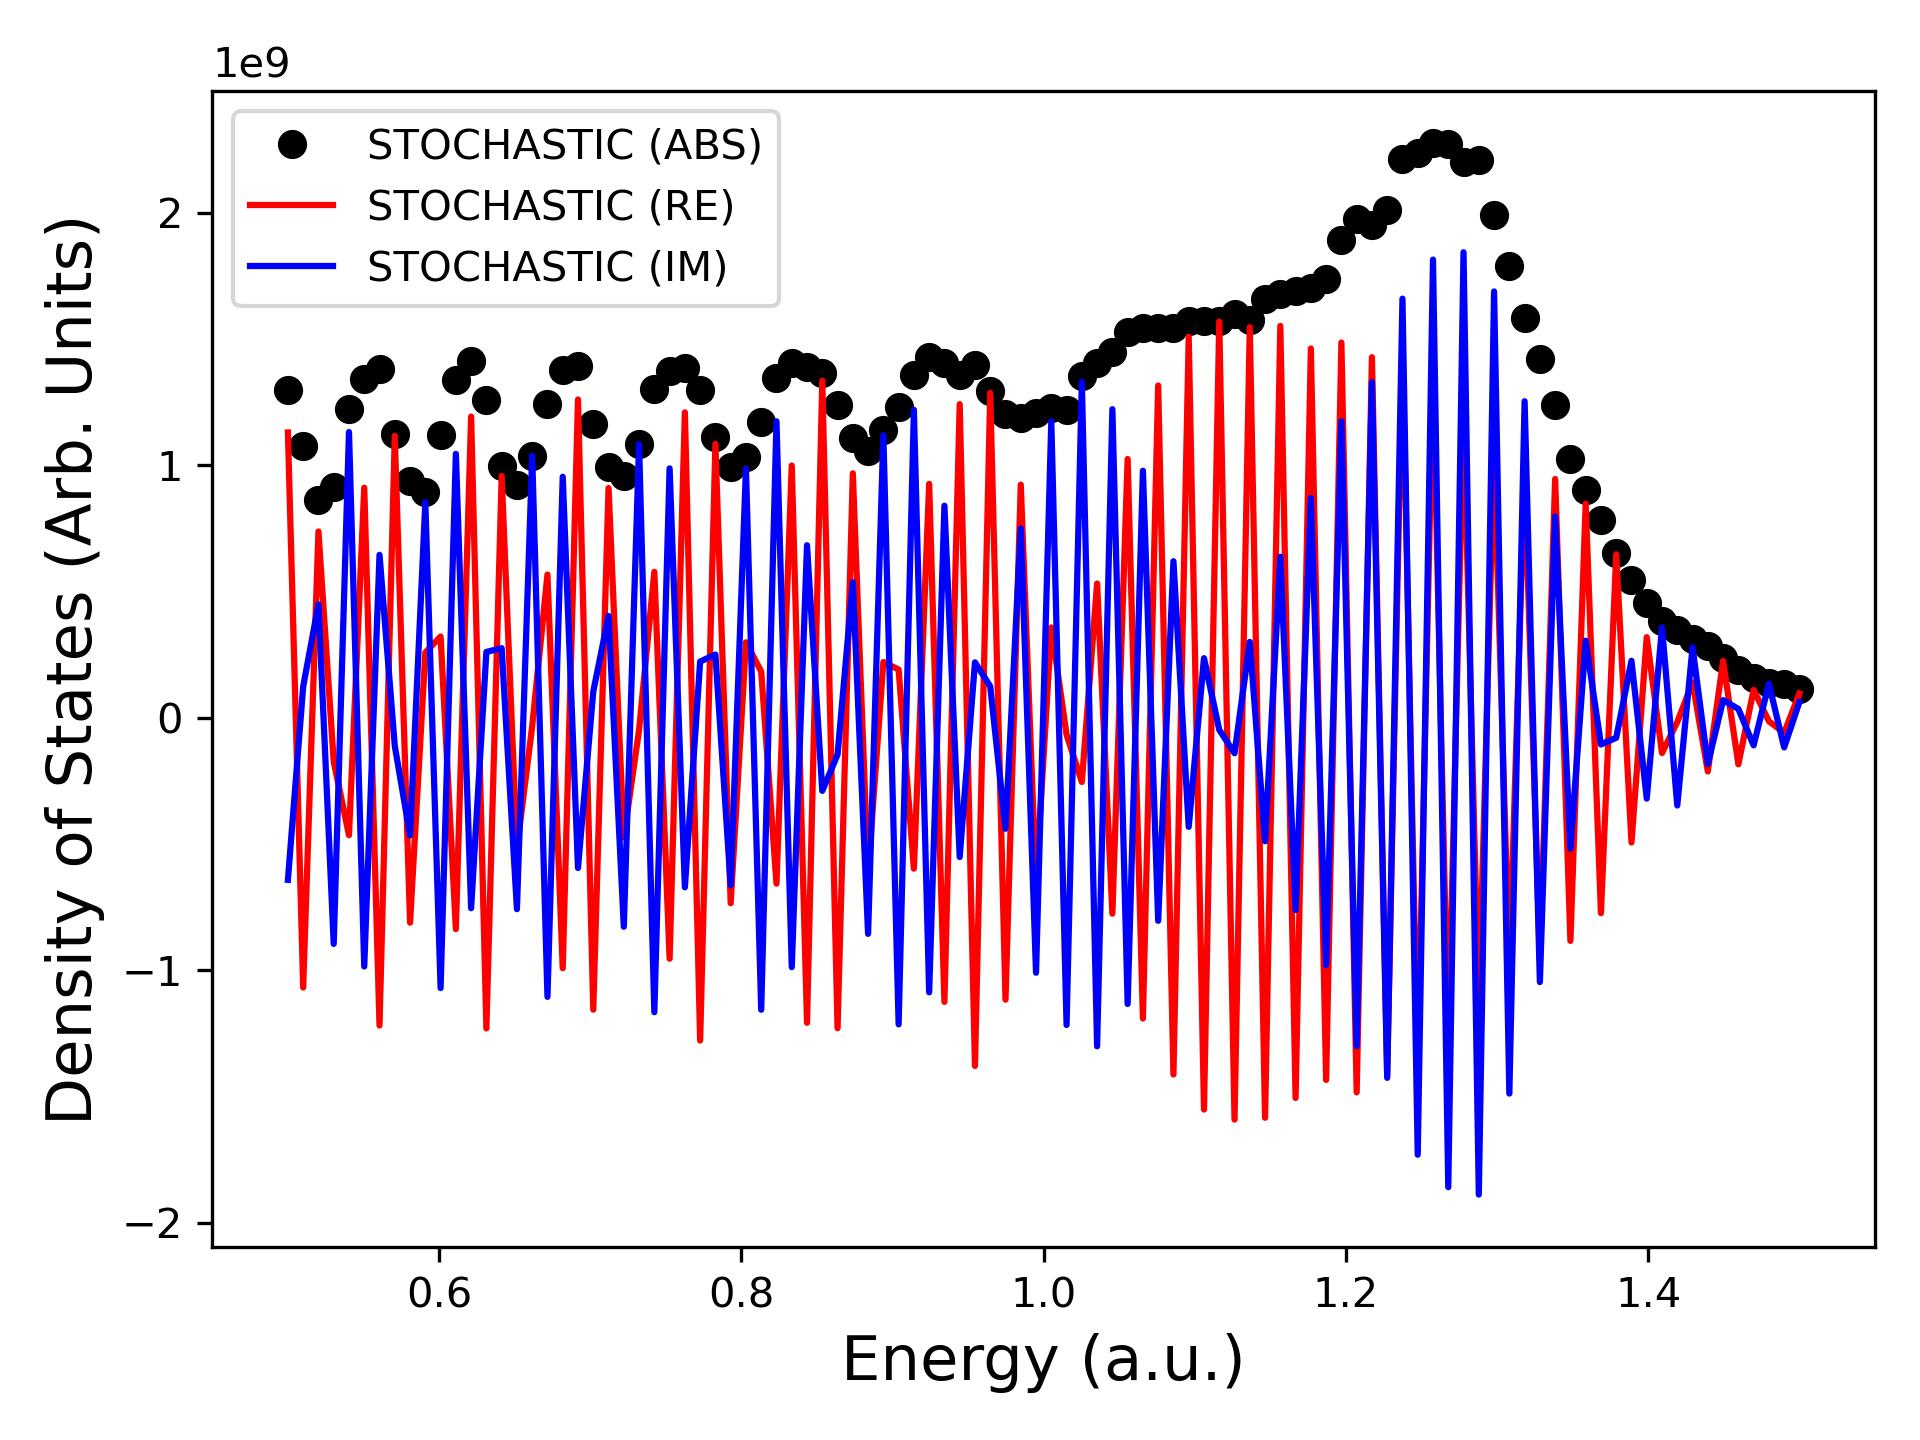 1e9
STOCHASTIC (ABS)
STOCHASTIC (RE)
STOCHASTIC (IM)
Density of States (Arb. Units)
2
1
0
−1
−2
0.6 0.8 1.0 1.2 1.4
Energy (a.u.)